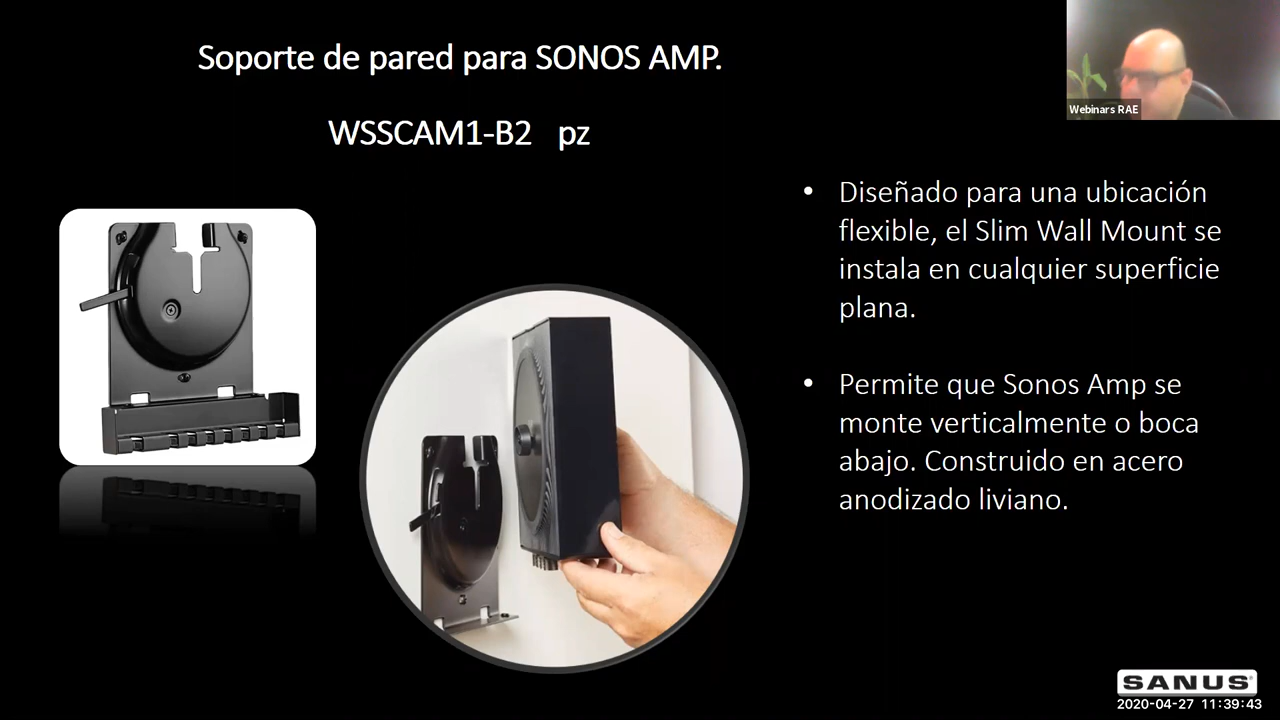 Soporte de pared para SONOS AMP.
WSSCAM1-B2 pz
Webinars RAE
• Diseñado para una ubicación
flexible, el Slim Wall Mount se
instala en cualquier superficie
plana.
• Permite que Sonos Amp se
monte verticalmente o boca
abajo. Construido en acero
anodizado liviano.
SANUS
2020-04-27 11:39:43